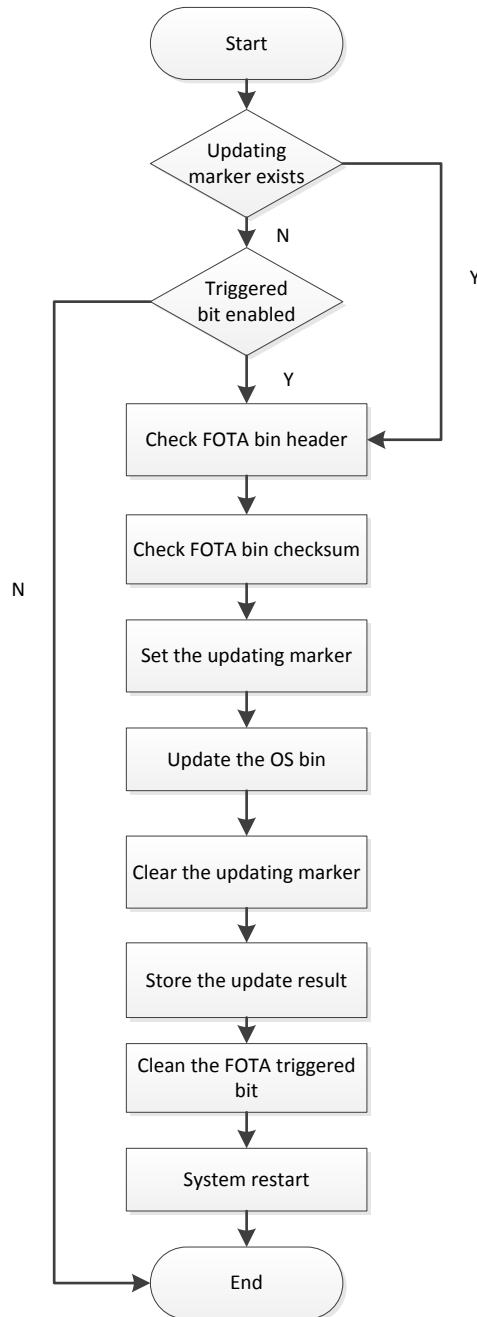 Start
Updating
marker exists
N
Y
Triggered
bit enabled
Y
Check FOTA bin header
Check FOTA bin checksum
N
Set the updating marker
Update the OS bin
Clear the updating marker
Store the update result
Clean the FOTA triggered
bit
System restart
End